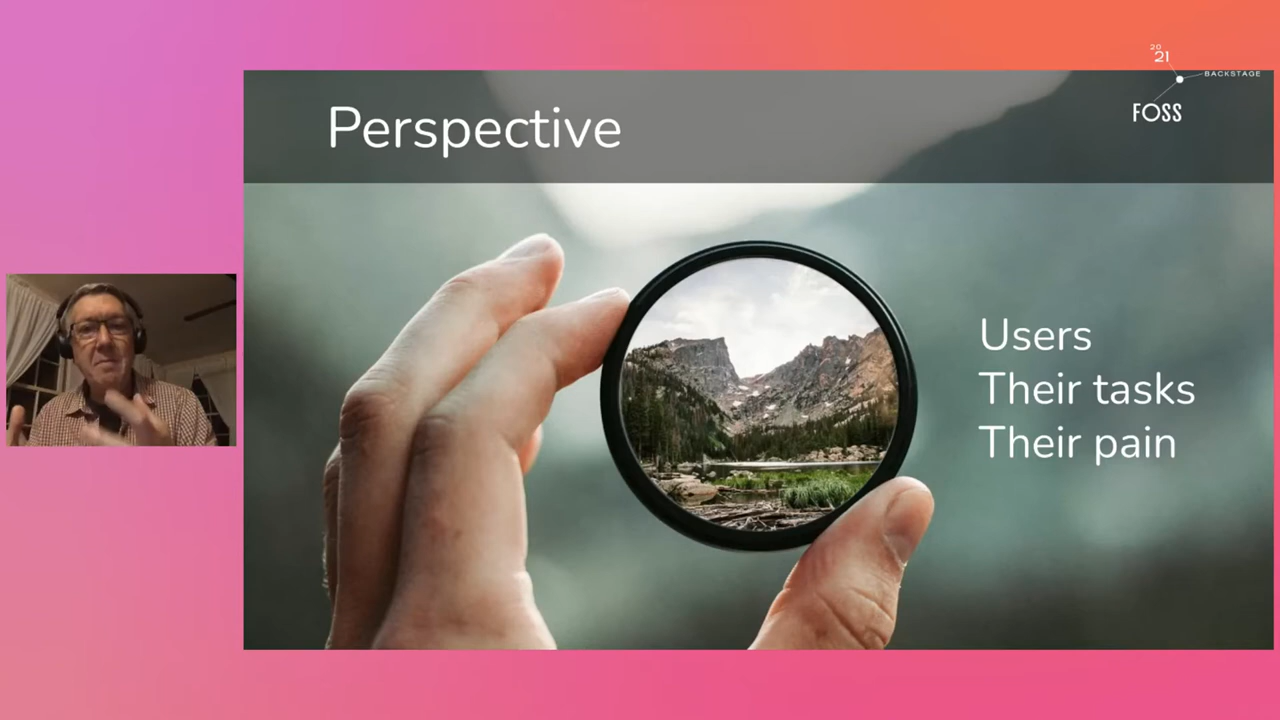 Perspective
20
21
BACKSTAGE
FOSS
Users
Their tasks
Their pain